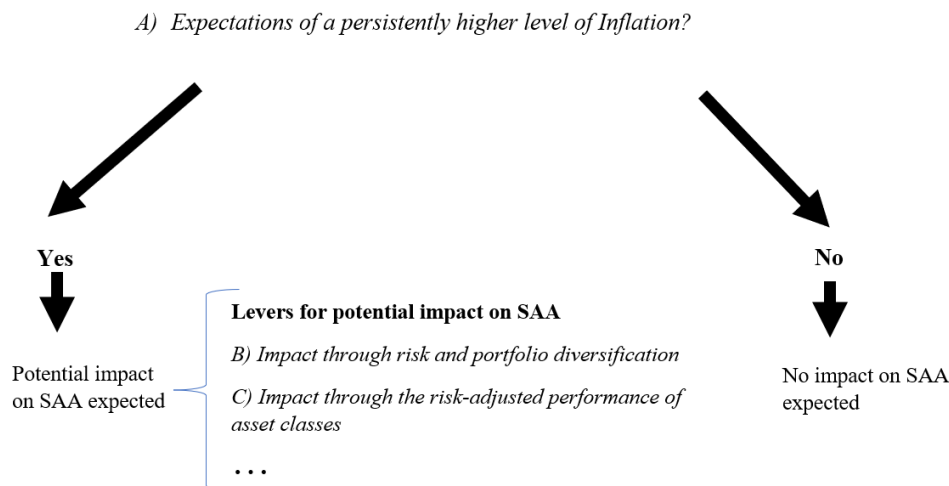 A) Expectations of a persistently higher level of Inflation?
Yes
No
Levers for potential impact on SAA
B) Impact through risk and portfolio diversification
C) Impact through the risk-adjusted performance of
asset classes
...
Potential impact
on SAA expected
No impact on SAA
expected